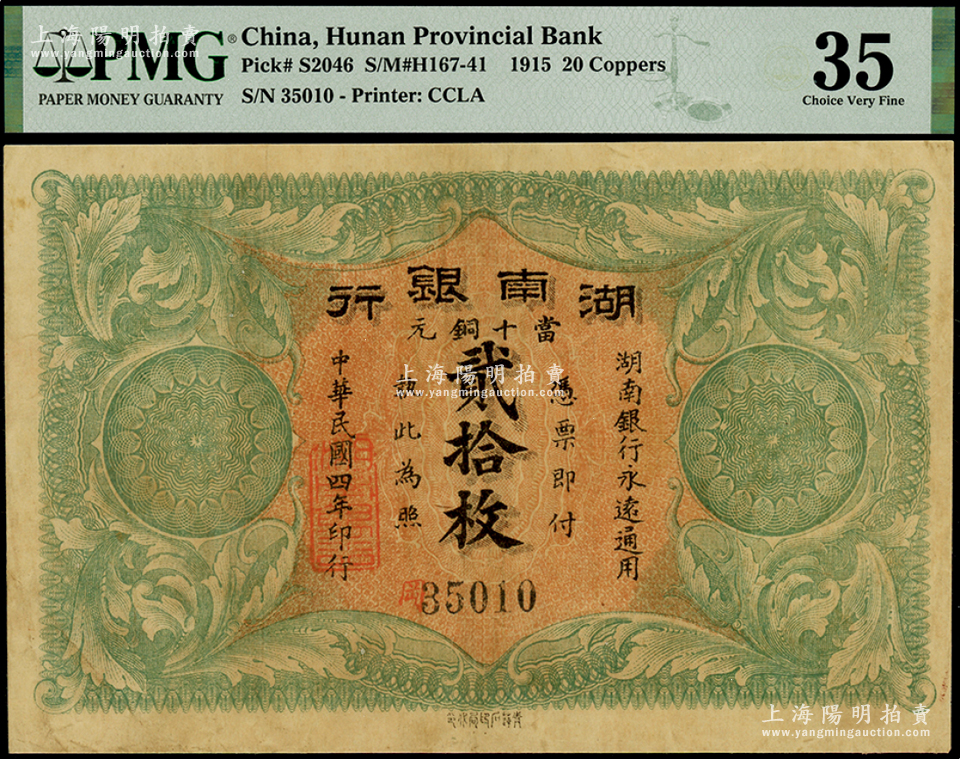 PMG® China, Hunan Provincial Bank
PAPER MONEY GUARANTY
Pick# S2046 S/M#H167-41 1915 20 Coppers
S/N 35010 - Printer: CCLA
35
Choice Very Fine
上海陽明拍賣
www.yangmingauction.com
湖南銀行
當十銅元
湖南銀行永遠通用
憑票即付
貳拾枚
此為照
中華民國四年印行
35010
上海陽明拍賣
www.yangmingauction.com
上海陽明拍賣
www.yangmingauction.com